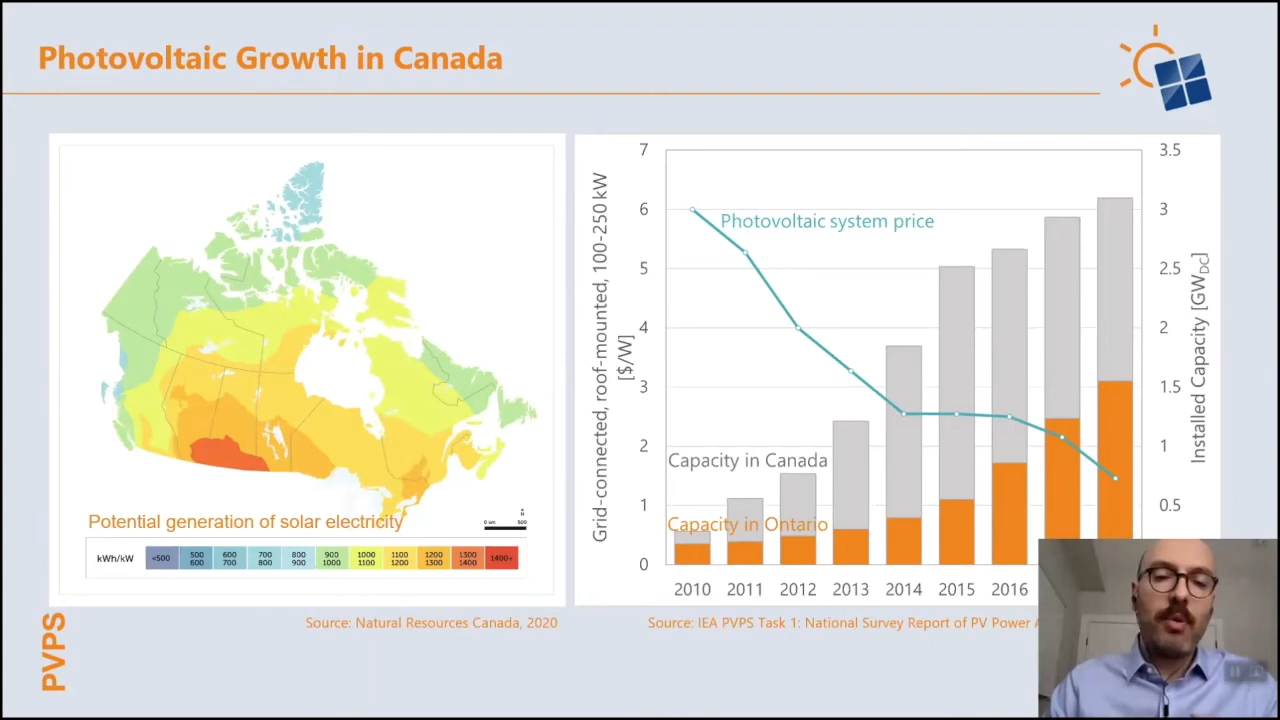 Photovoltaic Growth in Canada
Potential generation of solar electricity
A
N
0 km 500
kWh/kW
<500
500 600
600 700
700 800
800 900
900 1000
1000 1100
1100 1200
1200 1300
1300 1400
1400+
Source: Natural Resources Canada, 2020
PVPS
Grid-connected, roof-mounted, 100-250 kW
[$/W]
7
6
5
4
3
2
1
0
Photovoltaic system price
Capacity in Canada
Capacity in Ontario
2010 2011 2012 2013 2014 2015 2016
3.5
3
2.5
2
1.5
1
0.5
Installed Capacity [GWDC]
Source: IEA PVPS Task 1: National Survey Report of PV Power